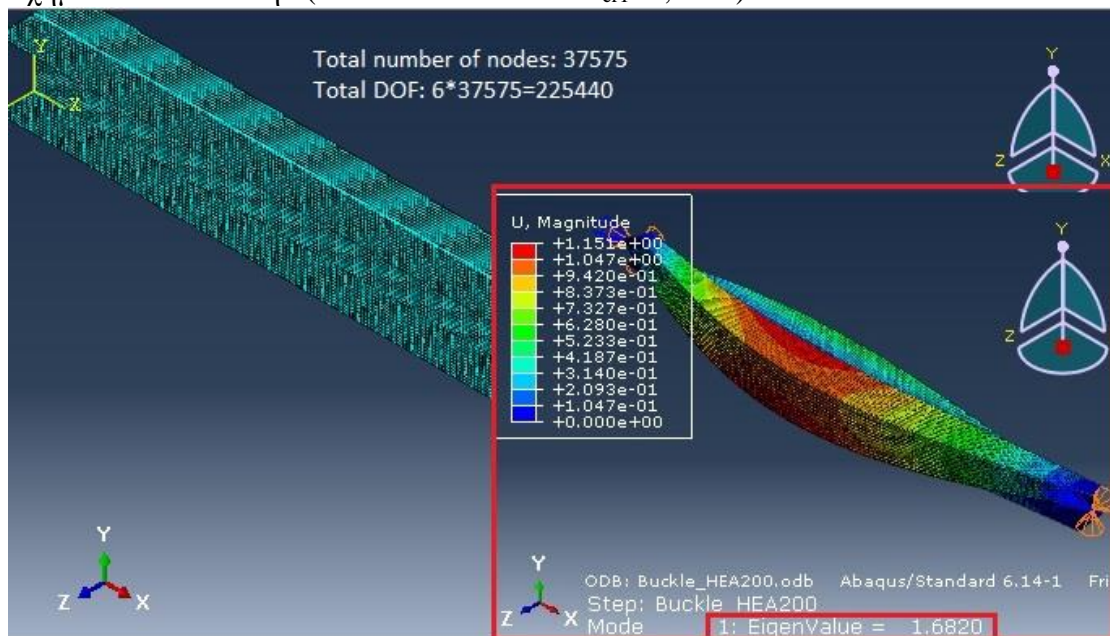 Total number of nodes: 37575
Total DOF: 6*37575=225440
Y
X
Y
Z
X
U, Magnitude
+1.151e+00
+1.047e+00
+9.420e-01
+8.373e-01
+7.327e-01
+6.280e-01
+5.233e-01
+4.187e-01
+3.140e-01
+2.093e-01
+1.047e-01
+0.000e+00
Y
Z
Y
Z
X
Y
Z
X
ODB: Buckle_HEA200.odb Abaqus/Standard 6.14-1 Fri
Step: Buckle_HEA200
Mode 1: EigenValue = 1.6820